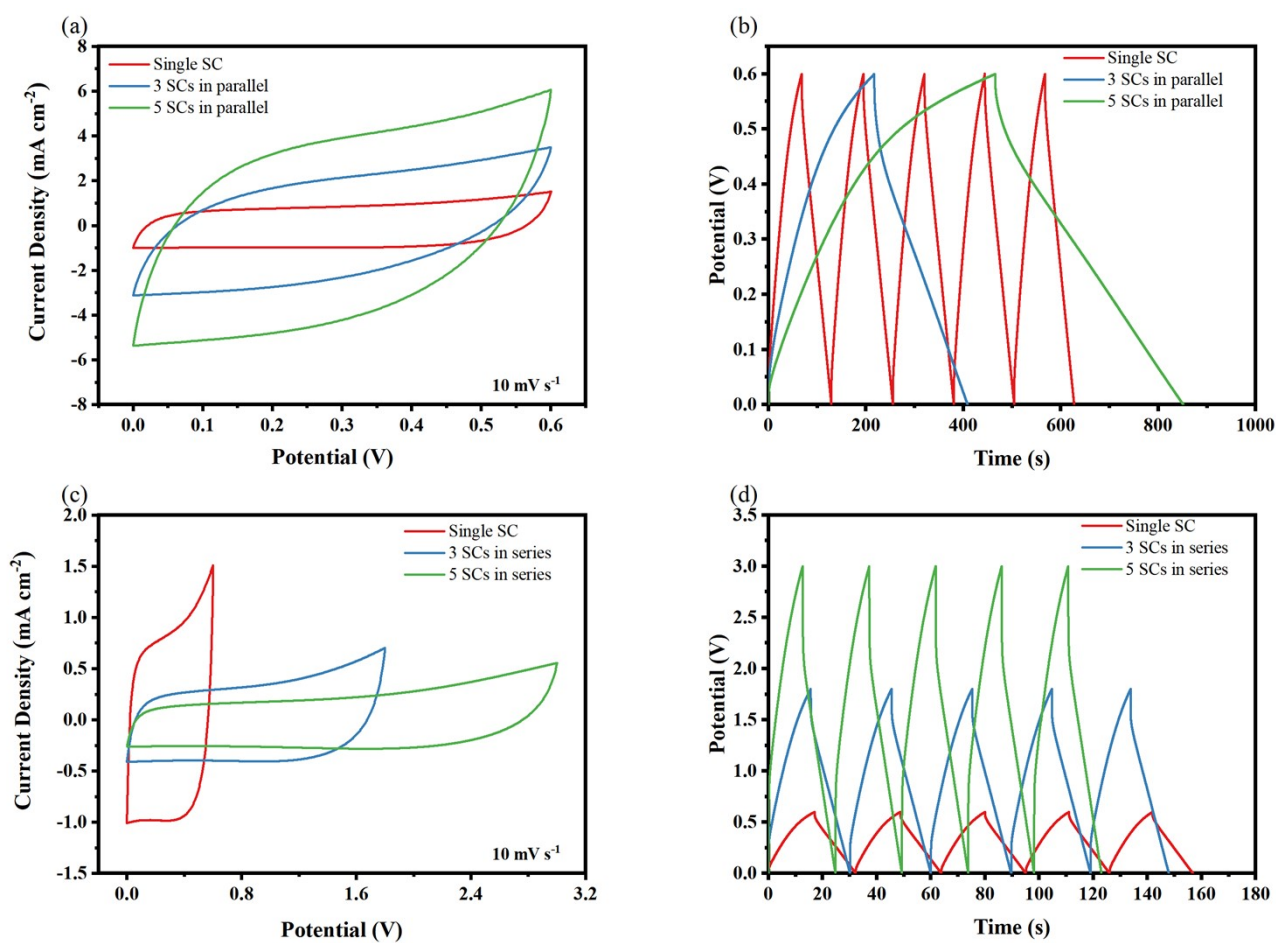 (a)
Single SC
3 SCs in parallel
5 SCs in parallel
8
6
4
2
0
-2
-4
-6
-8
Current Density (mA cm⁻²)
10 mV s⁻¹
0.0 0.1 0.2 0.3 0.4 0.5 0.6
Potential (V)
(b)
Single SC
3 SCs in parallel
5 SCs in parallel
0.6
0.5
0.4
0.3
0.2
0.1
0.0
Potential (V)
0 200 400 600 800 1000
Time (s)
(c)
Single SC
3 SCs in series
5 SCs in series
2.0
1.5
1.0
0.5
0.0
-0.5
-1.0
-1.5
Current Density (mA cm⁻²)
10 mV s⁻¹
0.0 0.8 1.6 2.4 3.2
Potential (V)
(d)
Single SC
3 SCs in series
5 SCs in series
3.5
3.0
2.5
2.0
1.5
1.0
0.5
0.0
Potential (V)
0 20 40 60 80 100 120 140 160 180
Time (s)